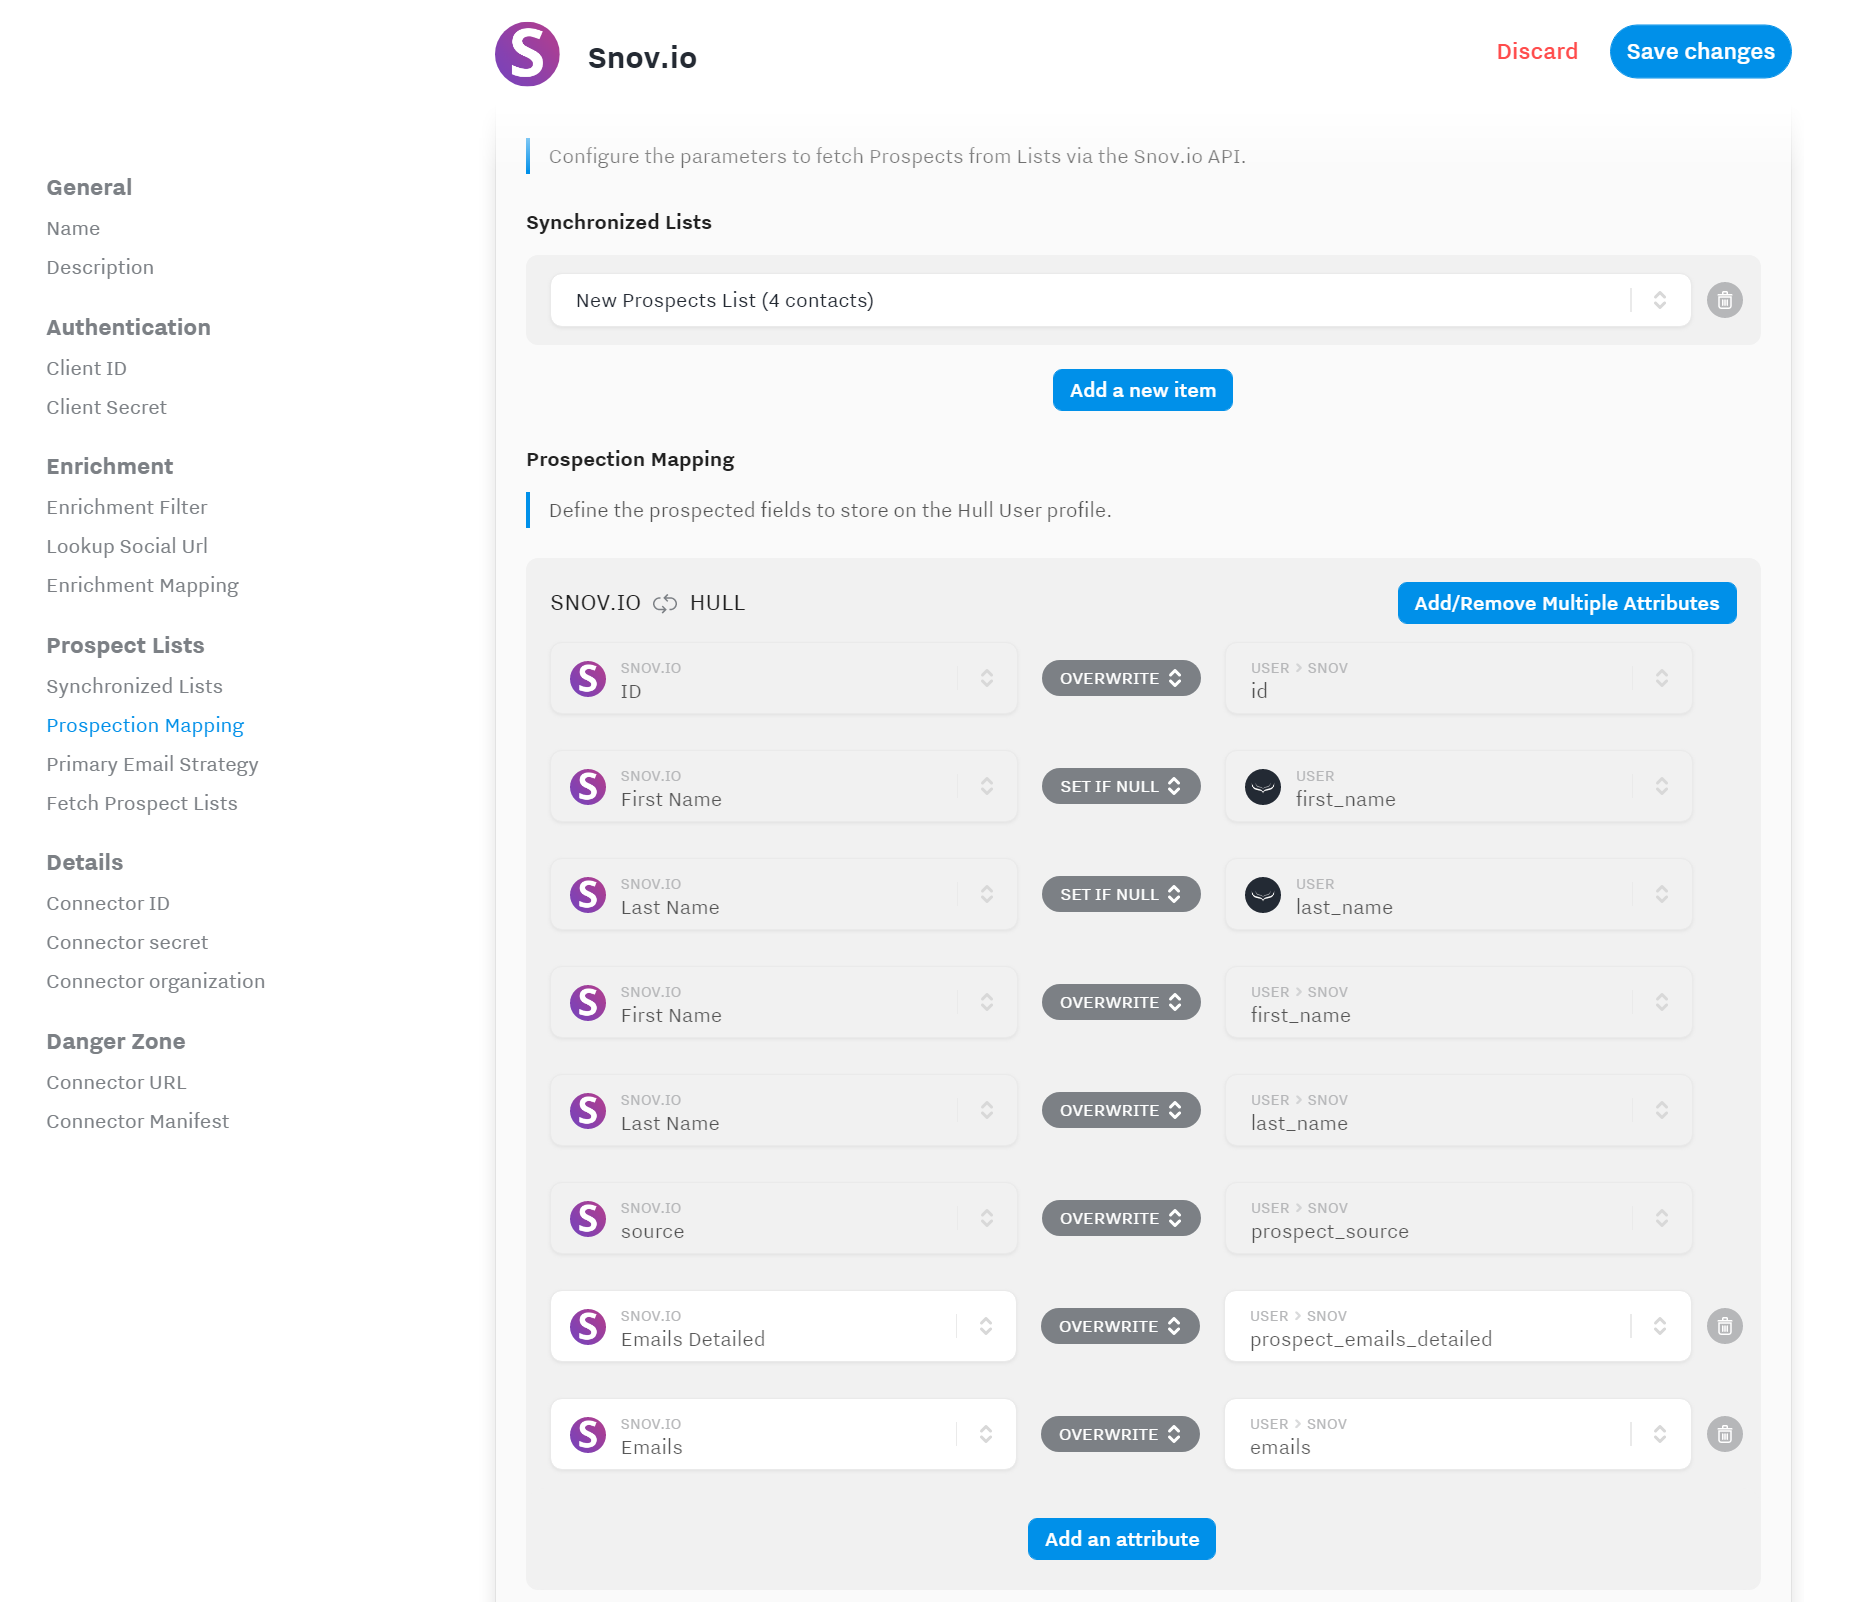 Snov.io
Discard
Save changes
General
Name
Description
Authentication
Client ID
Client Secret
Enrichment
Enrichment Filter
Lookup Social Url
Enrichment Mapping
Prospect Lists
Synchronized Lists
Prospection Mapping
Primary Email Strategy
Fetch Prospect Lists
Details
Connector ID
Connector secret
Connector organization
Danger Zone
Connector URL
Connector Manifest
Configure the parameters to fetch Prospects from Lists via the Snov.io API.
Synchronized Lists
New Prospects List (4 contacts)
Add a new item
Prospection Mapping
Define the prospected fields to store on the Hull User profile.
SNOV.IO HULL
Add/Remove Multiple Attributes
SNOV.IO
ID
OVERWRITE
USER > SNOV
id
SNOV.IO
First Name
SET IF NULL
USER
first_name
SNOV.IO
Last Name
SET IF NULL
USER
last_name
SNOV.IO
First Name
OVERWRITE
USER > SNOV
first_name
SNOV.IO
Last Name
OVERWRITE
USER > SNOV
last_name
SNOV.IO
source
OVERWRITE
USER > SNOV
prospect_source
SNOV.IO
Emails Detailed
OVERWRITE
USER > SNOV
prospect_emails_detailed
SNOV.IO
Emails
OVERWRITE
USER > SNOV
emails
Add an attribute